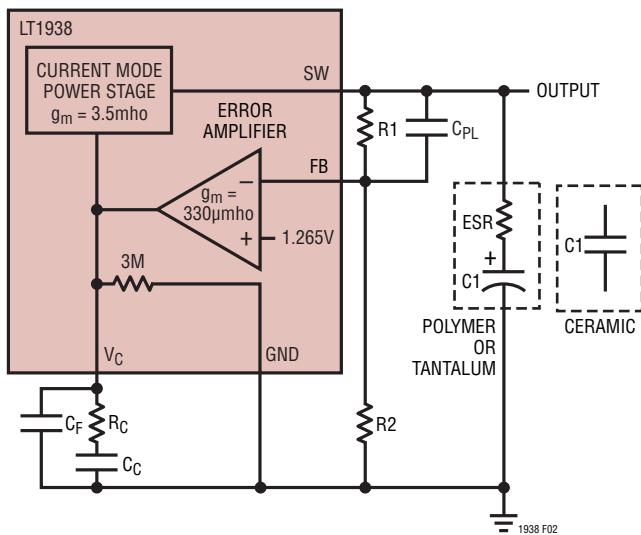 LT1938
CURRENT MODE
POWER STAGE
gm = 3.5mho
SW
OUTPUT
ERROR
AMPLIFIER
R1
CPL
FB
gm =
330µmho
–
+
1.265V
ESR
+
C1
C1
3M
POLYMER
OR
TANTALUM
CERAMIC
VC
GND
CF
RC
CC
R2
1938 F02